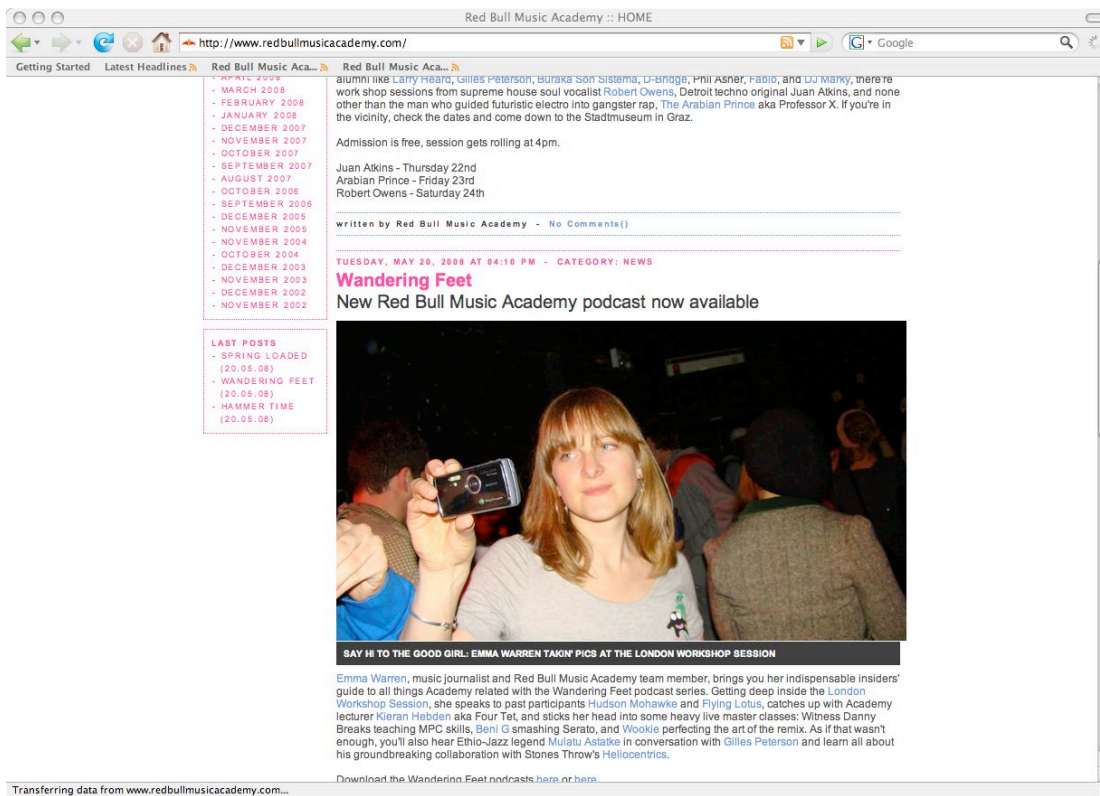 Red Bull Music Academy :: HOME
http://www.redbullmusicacademy.com/
G
Google
Getting Started
Latest Headlines
Red Bull Music Aca...
Red Bull Music Aca...
- APRIL 2008
- MARCH 2008
- FEBRUARY 2008
- JANUARY 2008
- DECEMBER 2007
- NOVEMBER 2007
- OCTOBER 2007
- SEPTEMBER 2007
- AUGUST 2007
- OCTOBER 2006
- SEPTEMBER 2006
- DECEMBER 2005
- NOVEMBER 2005
- NOVEMBER 2004
- OCTOBER 2004
- DECEMBER 2003
- NOVEMBER 2003
- DECEMBER 2002
- NOVEMBER 2002
LAST POSTS
- SPRING LOADED
(20.05.08)
- WANDERING FEET
(20.05.08)
- HAMMER TIME
(20.05.08)
alumni like Larry Heard, Gilles Peterson, Buraka Son Sistema, D-Bridge, Phil Asher, Fabio, and DJ Marky, there're
work shop sessions from supreme house soul vocalist Robert Owens, Detroit techno original Juan Atkins, and none
other than the man who guided futuristic electro into gangster rap, The Arabian Prince aka Professor X. If you're in
the vicinity, check the dates and come down to the Stadtmuseum in Graz.
Admission is free, session gets rolling at 4pm.
Juan Atkins - Thursday 22nd
Arabian Prince - Friday 23rd
Robert Owens - Saturday 24th
written by Red Bull Music Academy - No Comments()
TUESDAY, MAY 20, 2008 AT 04:10 PM - CATEGORY: NEWS
Wandering Feet
New Red Bull Music Academy podcast now available
SAY HI TO THE GOOD GIRL: EMMA WARREN TAKIN' PICS AT THE LONDON WORKSHOP SESSION
Emma Warren, music journalist and Red Bull Music Academy team member, brings you her indispensable insiders'
guide to all things Academy related with the Wandering Feet podcast series. Getting deep inside the London
Workshop Session, she speaks to past participants Hudson Mohawke and Flying Lotus, catches up with Academy
lecturer Kieran Hebden aka Four Tet, and sticks her head into some heavy live master classes: Witness Danny
Breaks teaching MPC skills, Beni G smashing Serato, and Wookie perfecting the art of the remix. As if that wasn't
enough, you'll also hear Ethio-Jazz legend Mulatu Astatke in conversation with Gilles Peterson and learn all about
his groundbreaking collaboration with Stones Throw's Heliocentrics.
Download the Wandering Feet podcasts here or here
Transferring data from www.redbullmusicacademy.com...